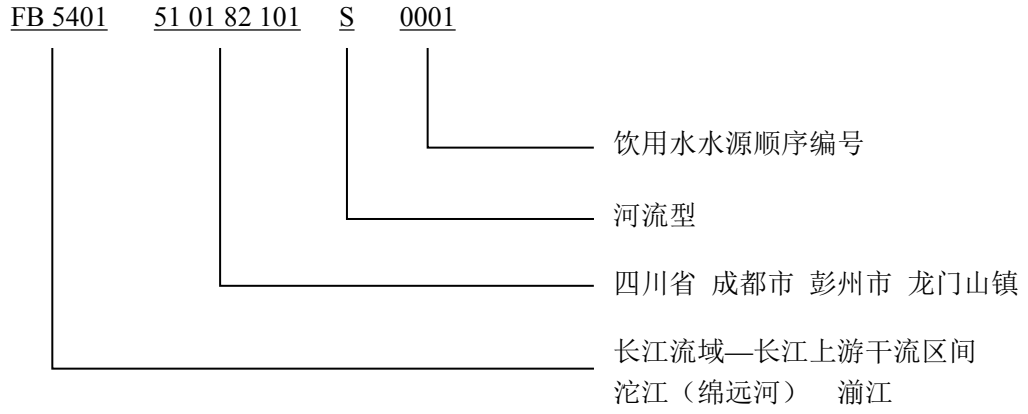 FB 5401 51 01 82 101 S 0001
饮用水水源顺序编号
河流型
四川省 成都市 彭州市 龙门山镇
长江流域—长江上游干流区间
沱江（绵远河） 湔江